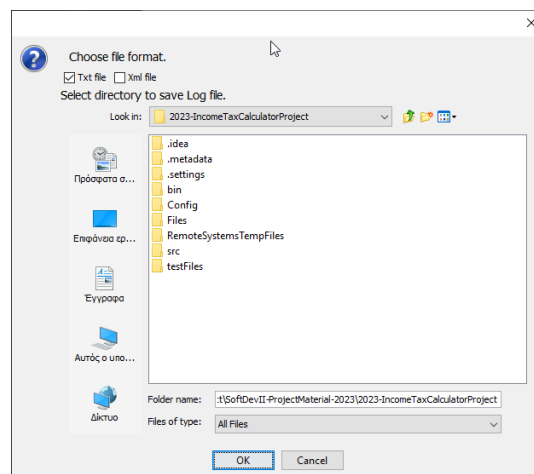 Choose file format.
Txt file Xml file
Select directory to save Log file.
Look in: 2023-IncomeTaxCalculatorProject
.idea
.metadata
.settings
bin
Config
Files
RemoteSystemsTempFiles
src
testFiles
Πρόσφατα σ...
Επιφάνεια ερ...
Έγγραφα
Αυτός ο υπο...
Δίκτυο
Folder name: :t\SoftDevII-ProjectMaterial-2023\2023-IncomeTaxCalculatorProject
Files of type: All Files
OK Cancel